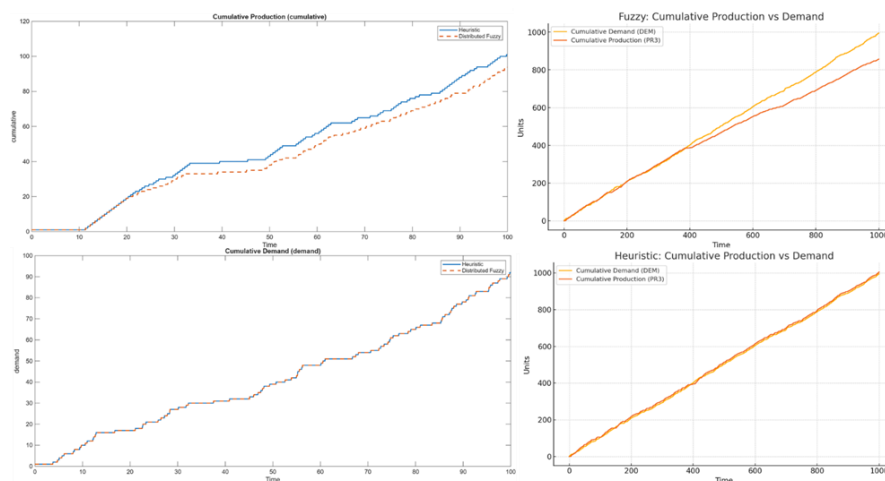 Cumulative Production (cumulative)
Heuristic
Distributed Fuzzy
cumulative
120
100
80
60
40
20
0
0 10 20 30 40 50 60 70 80 90 100
Time
Fuzzy: Cumulative Production vs Demand
Cumulative Demand (DEM)
Cumulative Production (PR3)
Units
1000
800
600
400
200
0
0 200 400 600 800 1000
Time
Cumulative Demand (demand)
Heuristic
Distributed Fuzzy
demand
100
90
80
70
60
50
40
30
20
10
0
0 10 20 30 40 50 60 70 80 90 100
Time
Heuristic: Cumulative Production vs Demand
Cumulative Demand (DEM)
Cumulative Production (PR3)
Units
1000
800
600
400
200
0
0 200 400 600 800 1000
Time